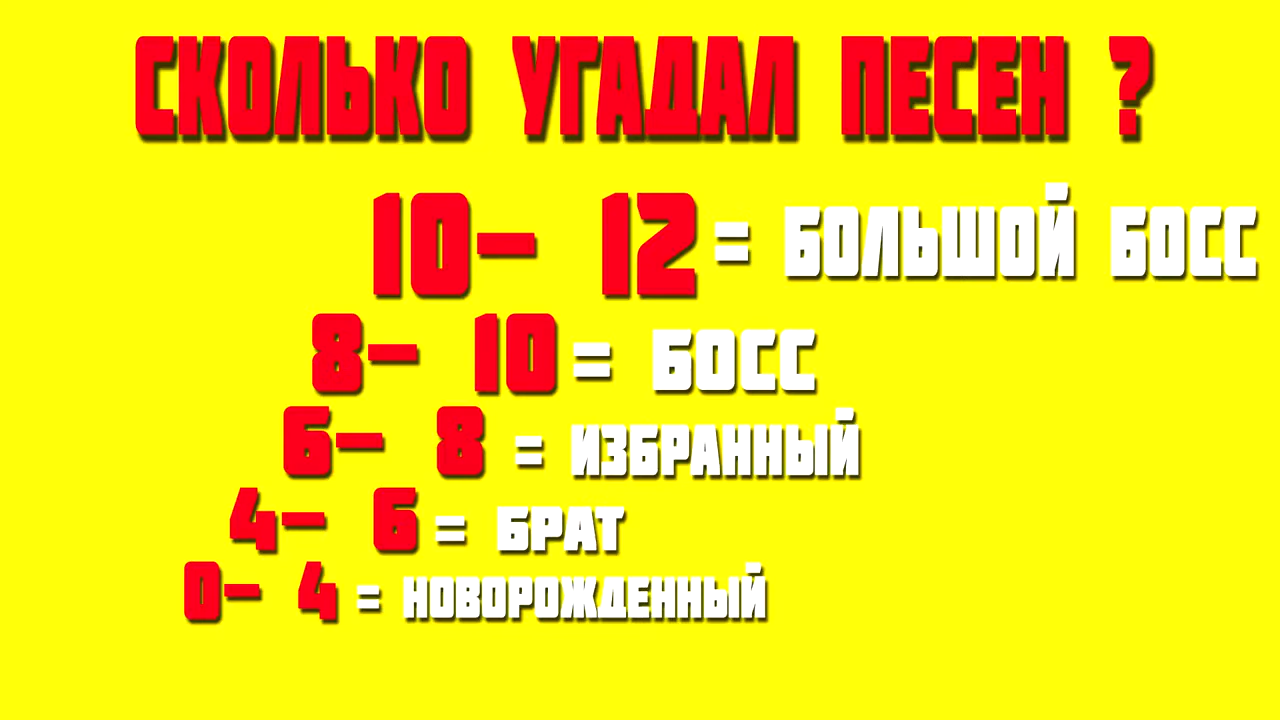 СКОЛЬКО УГАДАЛ ПЕСЕН ?
10- 12 = БОЛЬШОЙ БОСС
8- 10 = БОСС
6- 8 = ИЗБРАННЫЙ
4- 6 = БРАТ
0- 4 = НОВОРОЖДЕННЫЙ